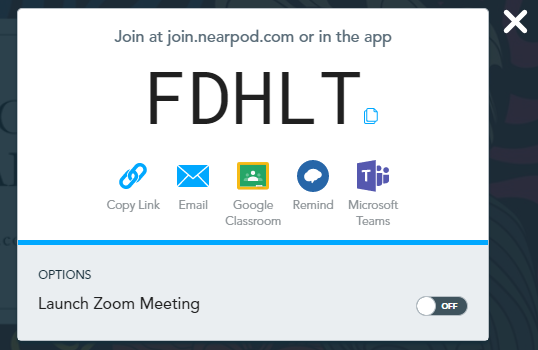 Join at join.nearpod.com or in the app
FDHLT
Copy Link
Email
Google Classroom
Remind
Microsoft Teams
OPTIONS
Launch Zoom Meeting
OFF